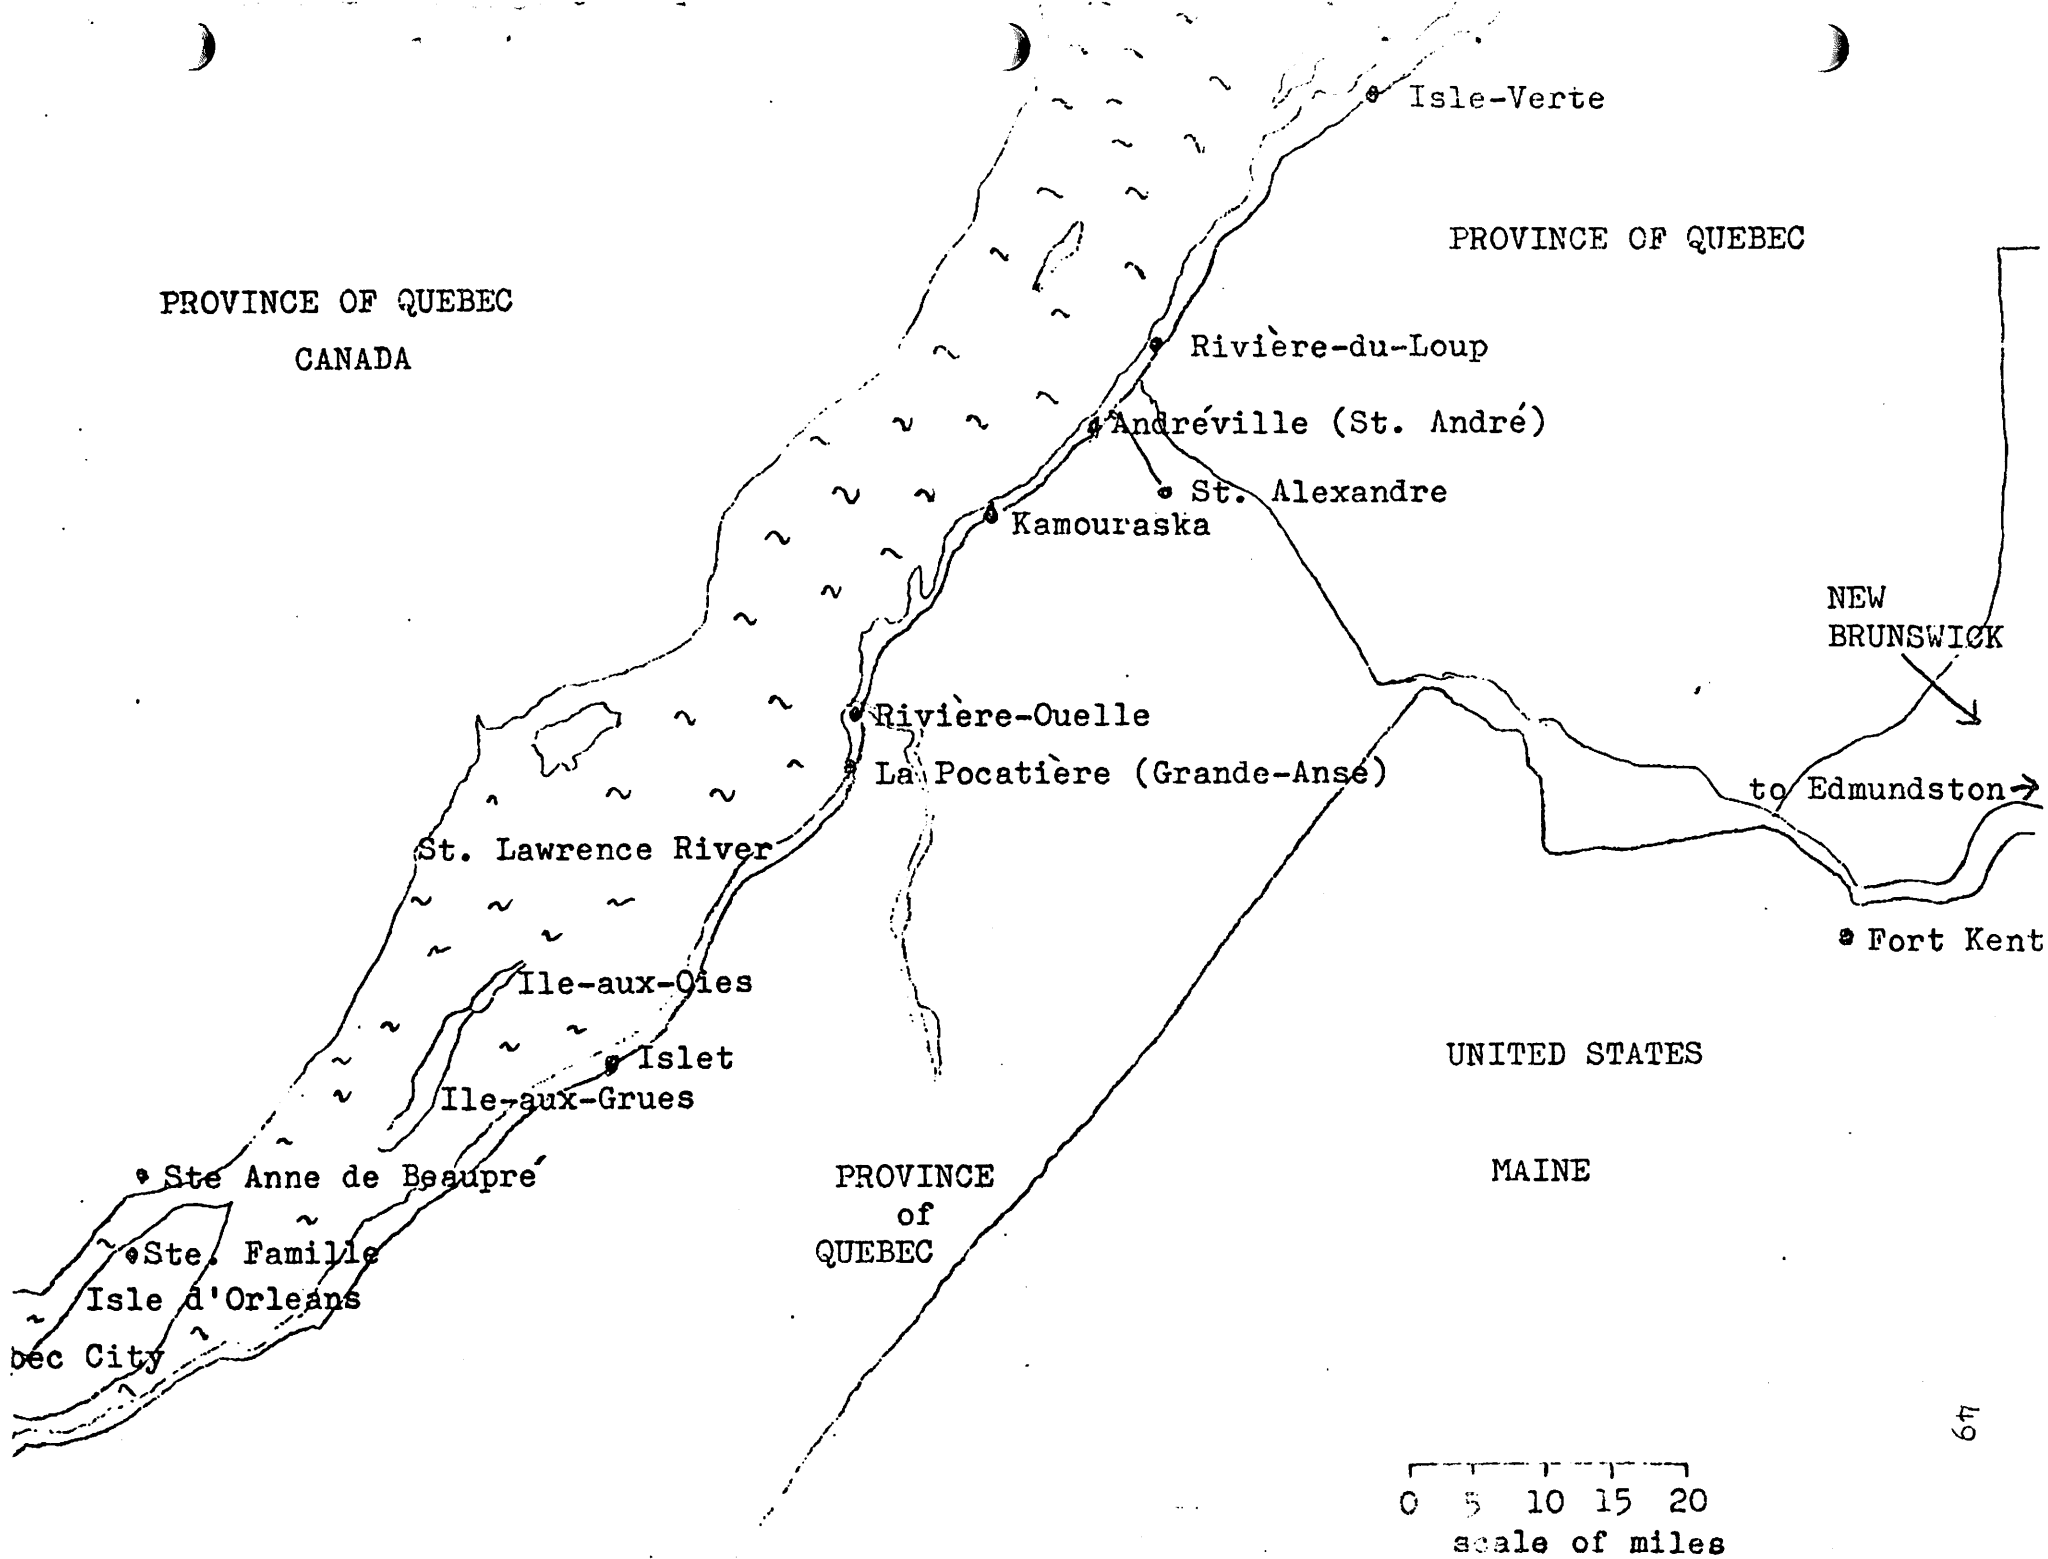 Isle-Verte
PROVINCE OF QUEBEC
PROVINCE OF QUEBEC
CANADA
Rivière-du-Loup
Andréville (St. André)
St. Alexandre
Kamouraska
NEW
BRUNSWICK
Rivière-Ouelle
La Pocatière (Grande-Anse)
to Edmundston
St. Lawrence River
Fort Kent
Ile-aux-Oies
Islet
UNITED STATES
Ile-aux-Grues
MAINE
Ste Anne de Beaupré
PROVINCE
of
QUEBEC
Ste. Famille
Isle d'Orleans
bec City
49
0 5 10 15 20
scale of miles